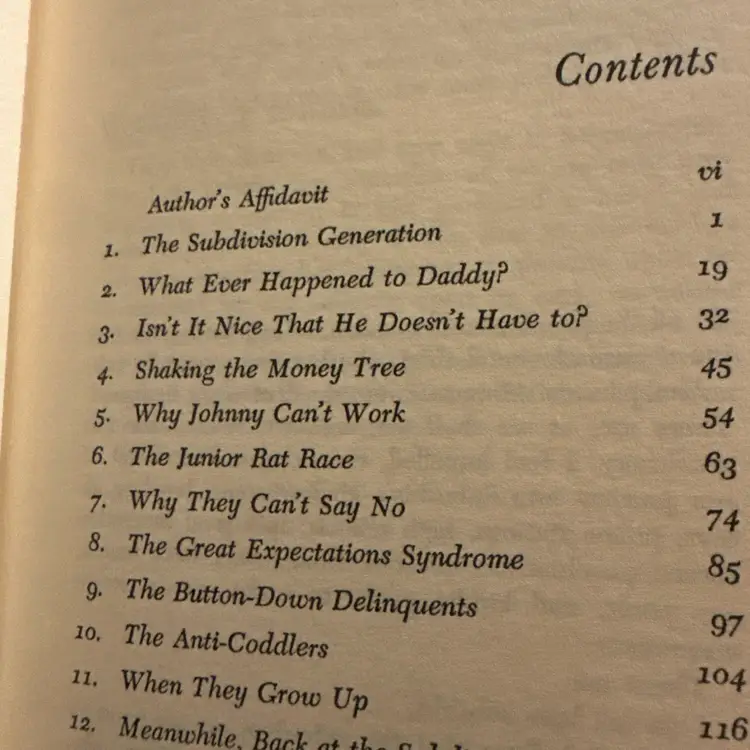 Contents
Author's Affidavit vi
1. The Subdivision Generation 1
2. What Ever Happened to Daddy? 19
3. Isn't It Nice That He Doesn't Have to? 32
4. Shaking the Money Tree 45
5. Why Johnny Can't Work 54
6. The Junior Rat Race 63
7. Why They Can't Say No 74
8. The Great Expectations Syndrome 85
9. The Button-Down Delinquents 97
10. The Anti-Coddlers 104
11. When They Grow Up 116
12. Meanwhile, Back at the